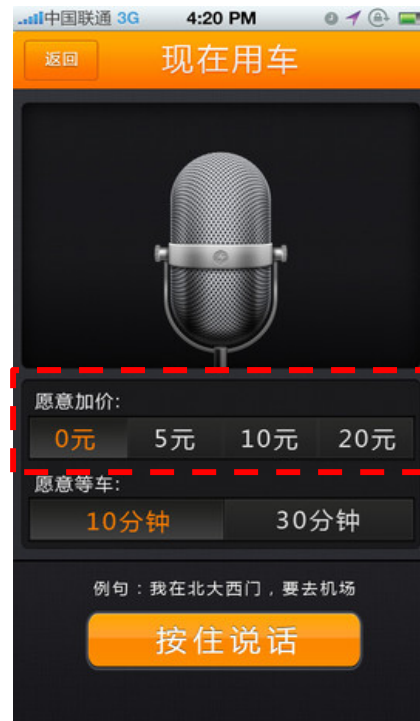 中国联通 3G 4:20 PM
返回 现在用车
愿意加价:
0元 5元 10元 20元
愿意等车:
10分钟 30分钟
例句：我在北大西门，要去机场
按住说话